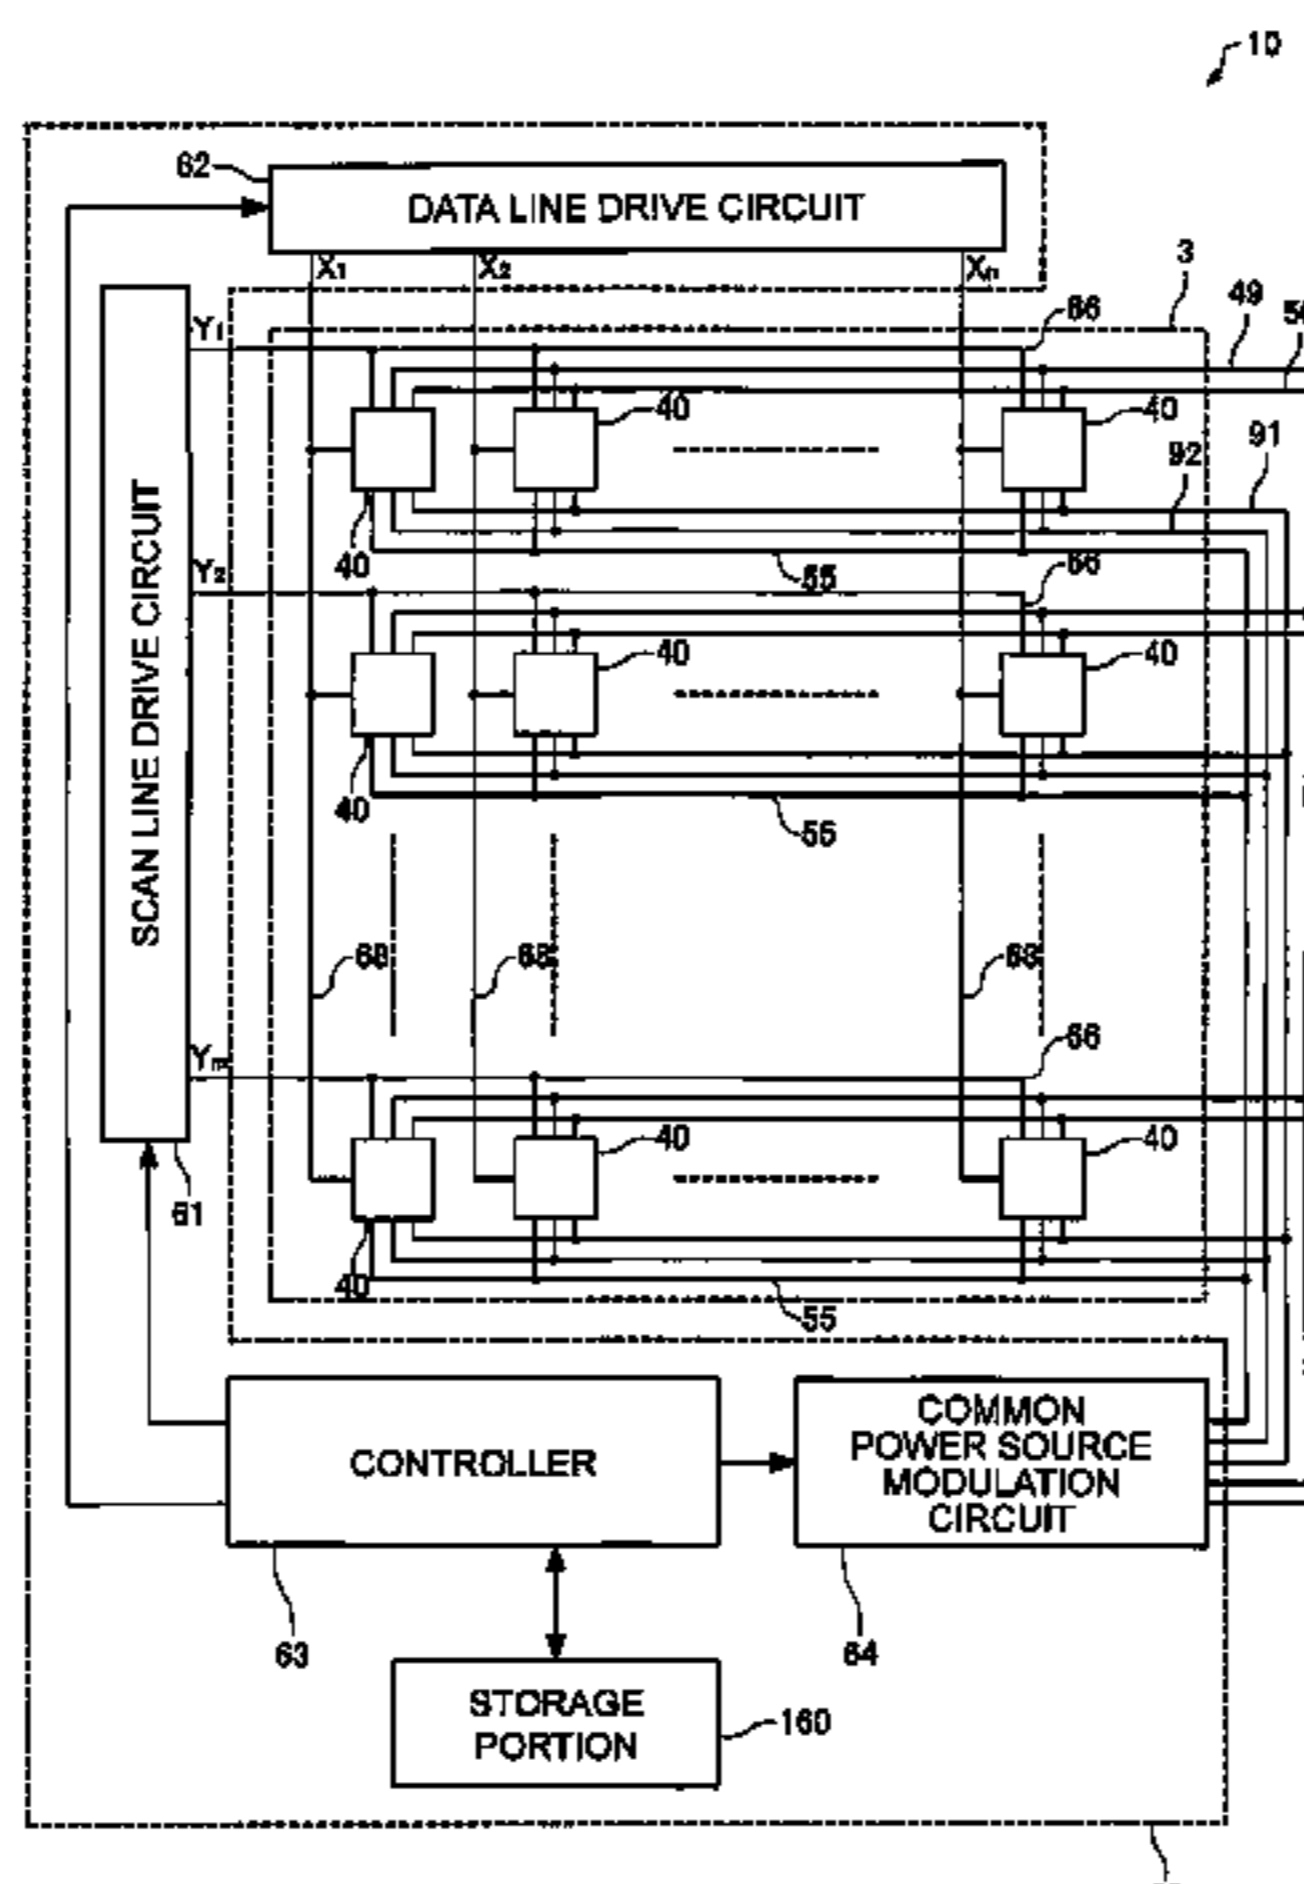 10
62
DATA LINE DRIVE CIRCUIT
X1
X2
Xn
3
49
Y1
66
40
40
91
92
SCAN LINE DRIVE CIRCUIT
40
Y2
55
66
40
40
40
55
68
68
68
Ym
66
40
40
61
40
55
CONTROLLER
COMMON
POWER SOURCE
MODULATION
CIRCUIT
63
64
STORAGE
PORTION
160